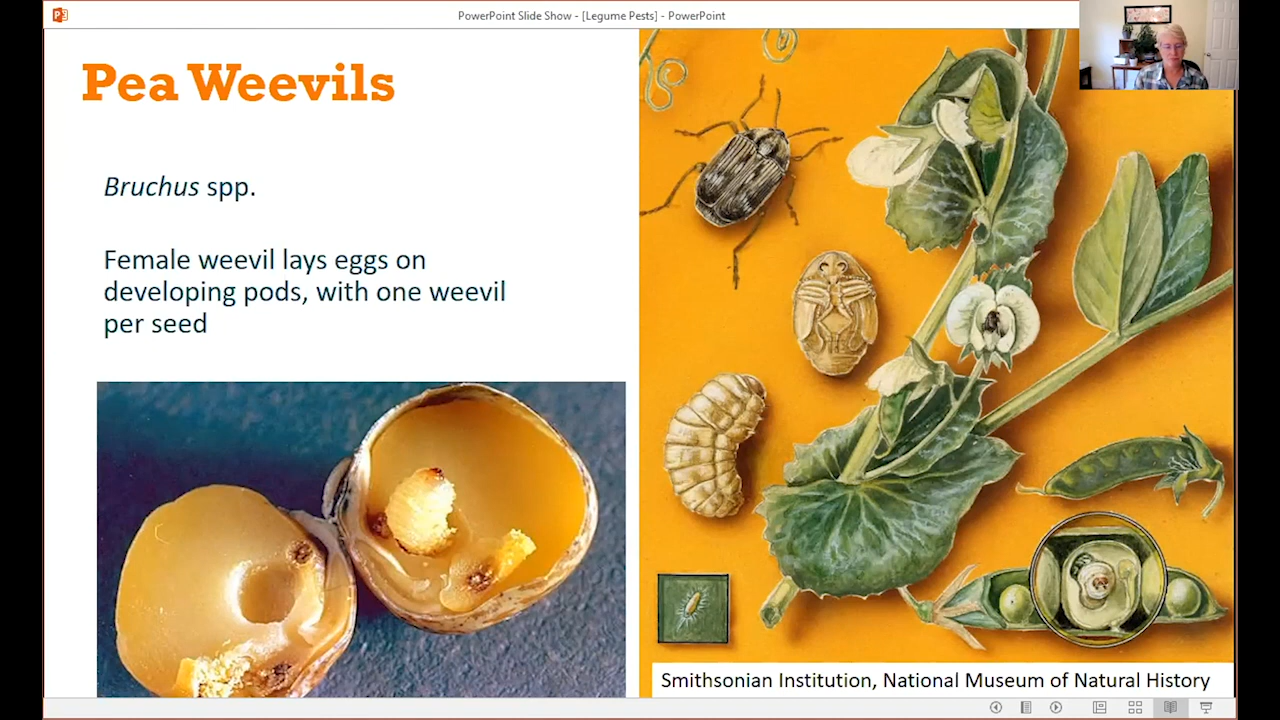 PowerPoint Slide Show - [Legume Pests] - PowerPoint
Pea Weevils
Bruchus spp.
Female weevil lays eggs on
developing pods, with one weevil
per seed
Smithsonian Institution, National Museum of Natural History